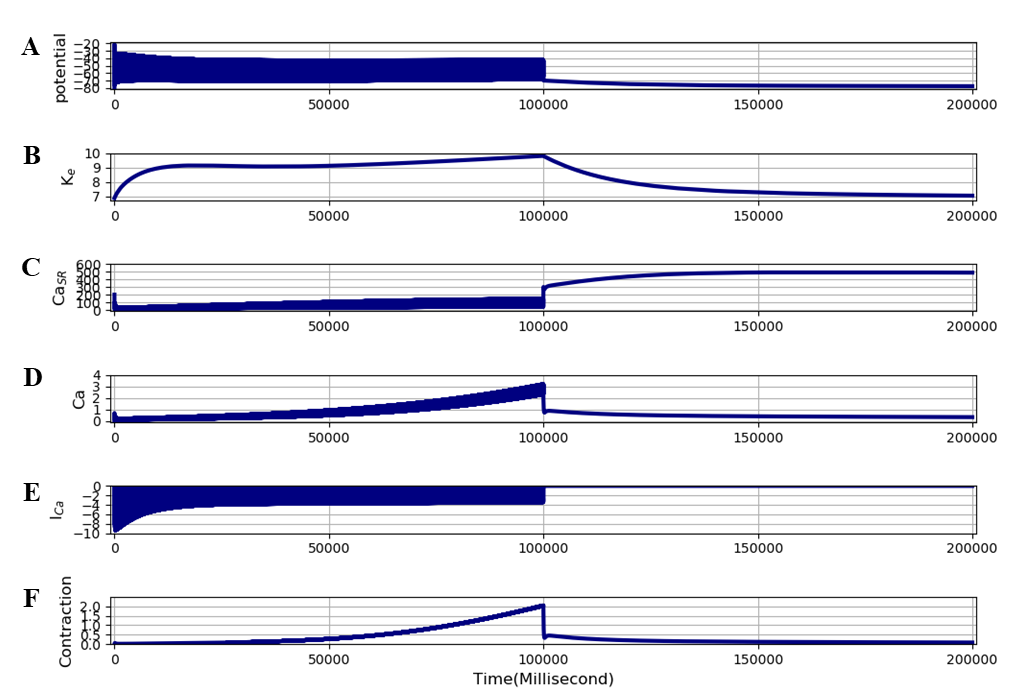 A
potential
−20
−30
−40
−50
−60
−70
−80
0 50000 100000 150000 200000
B
Ke
10
9
8
7
0 50000 100000 150000 200000
C
CaSR
600
500
400
300
200
100
0
0 50000 100000 150000 200000
D
Ca
4
3
2
1
0
0 50000 100000 150000 200000
E
ICa
0
−2
−4
−6
−8
−10
0 50000 100000 150000 200000
F
Contraction
2.0
1.5
1.0
0.5
0.0
0 50000 100000 150000 200000
Time(Millisecond)